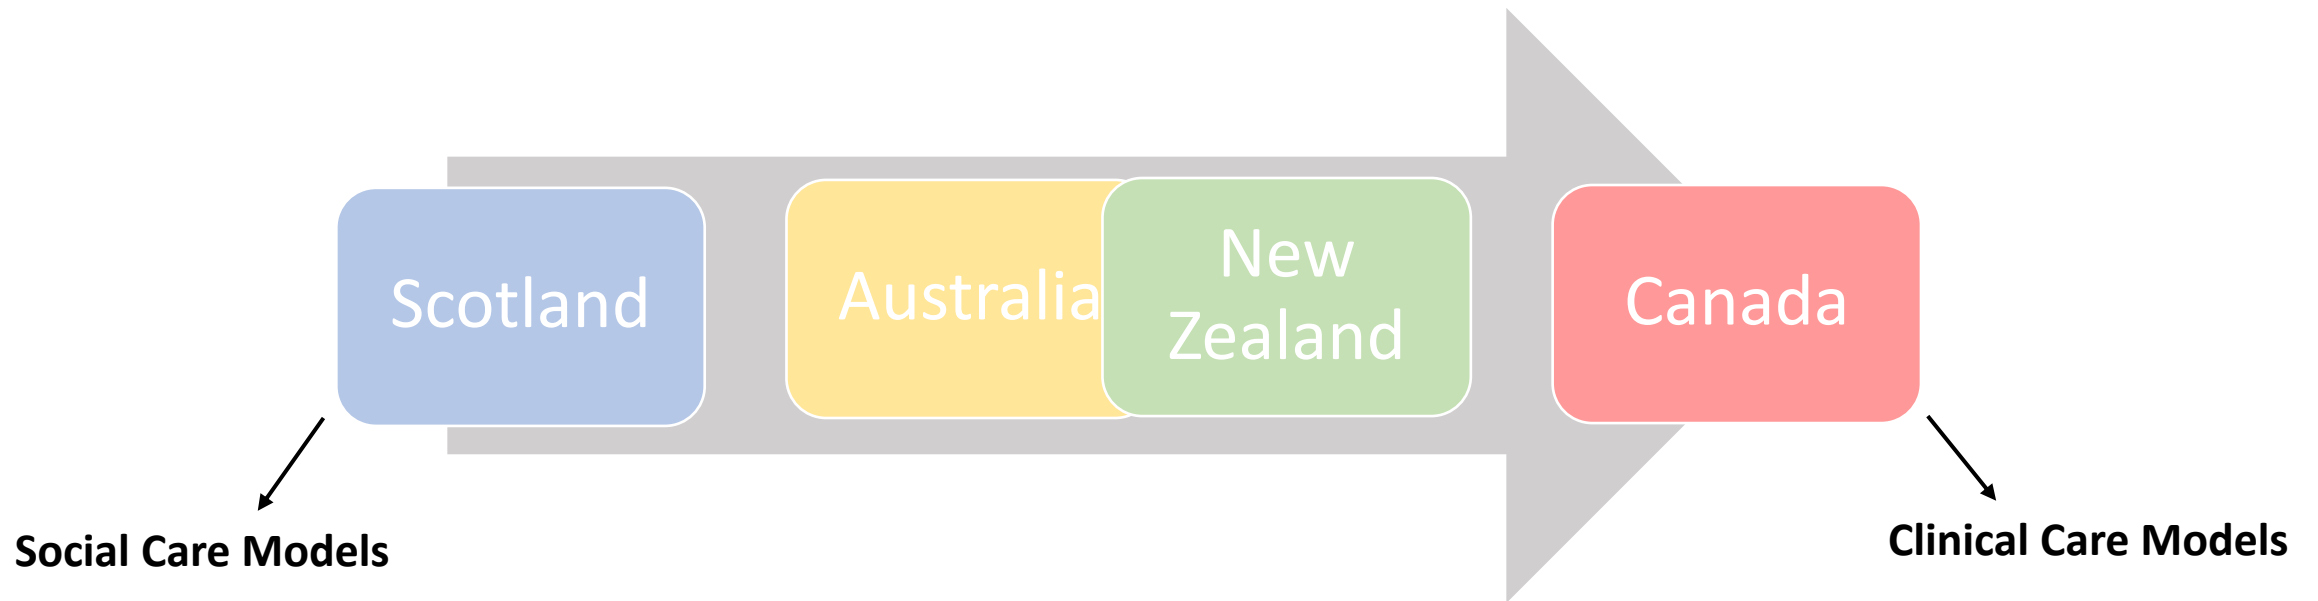 Scotland
Australia
New
Zealand
Canada
Social Care Models
Clinical Care Models